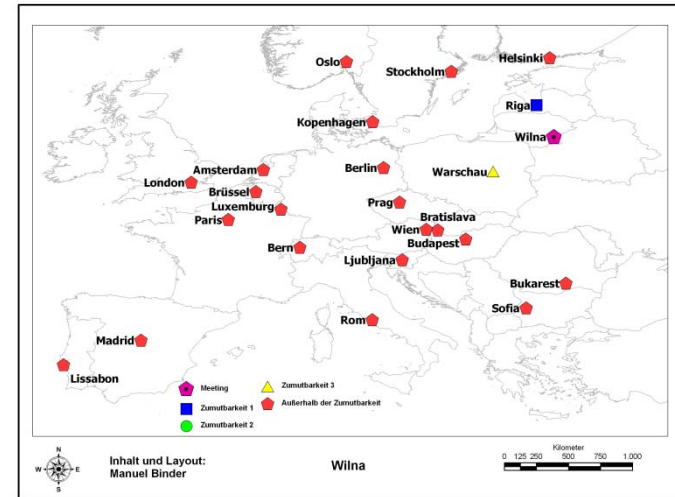 Oslo
Stockholm
Helsinki
Riga
Kopenhagen
Wilna
Amsterdam
Berlin
Warschau
London
Brüssel
Luxemburg
Prag
Paris
Bratislava
Wien
Budapest
Bern
Ljubljana
Bukarest
Sofia
Rom
Madrid
Lissabon
Meeting
Zumutbarkeit 3
Zumutbarkeit 1
Außerhalb der Zumutbarkeit
Zumutbarkeit 2
N
W E
S
Inhalt und Layout:
Manuel Binder
Wilna
Kilometer
0 125 250 500 750 1.000